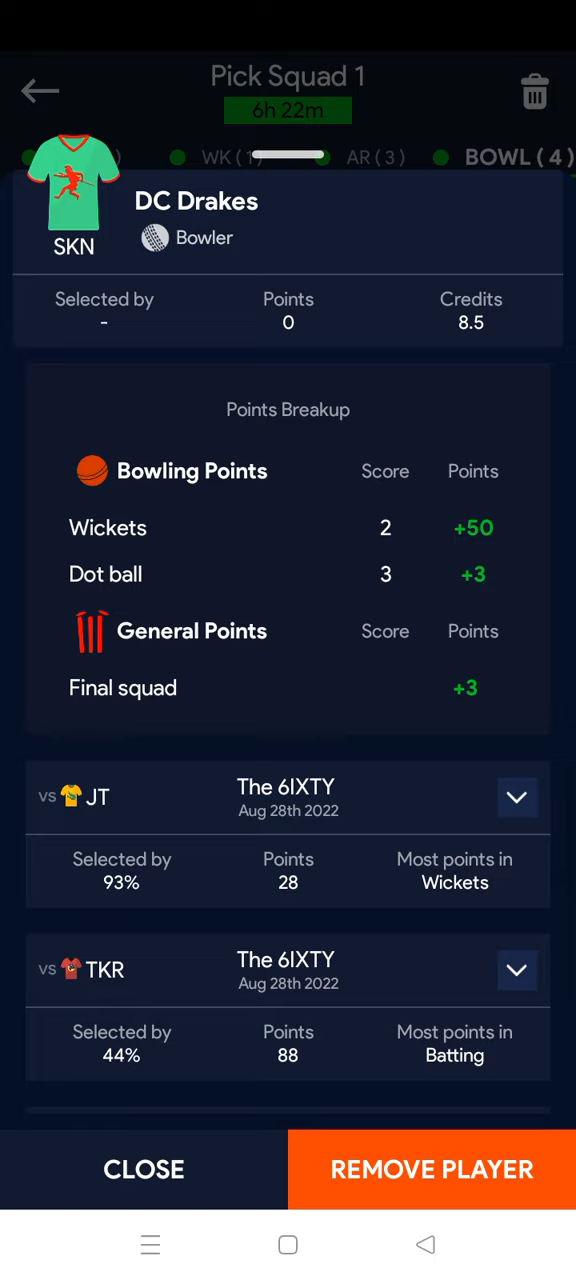 Pick Squad 1
6h 22m
WK ( 1 AR ( 3 ) BOWL ( 4 )
DC Drakes
Bowler
SKN
Selected by Points Credits
- 0 8.5
Points Breakup
Bowling Points Score Points
Wickets 2 +50
Dot ball 3 +3
General Points Score Points
Final squad +3
vs JT The 6IXTY
Aug 28th 2022
Selected by Points Most points in
93% 28 Wickets
vs TKR The 6IXTY
Aug 28th 2022
Selected by Points Most points in
44% 88 Batting
CLOSE REMOVE PLAYER